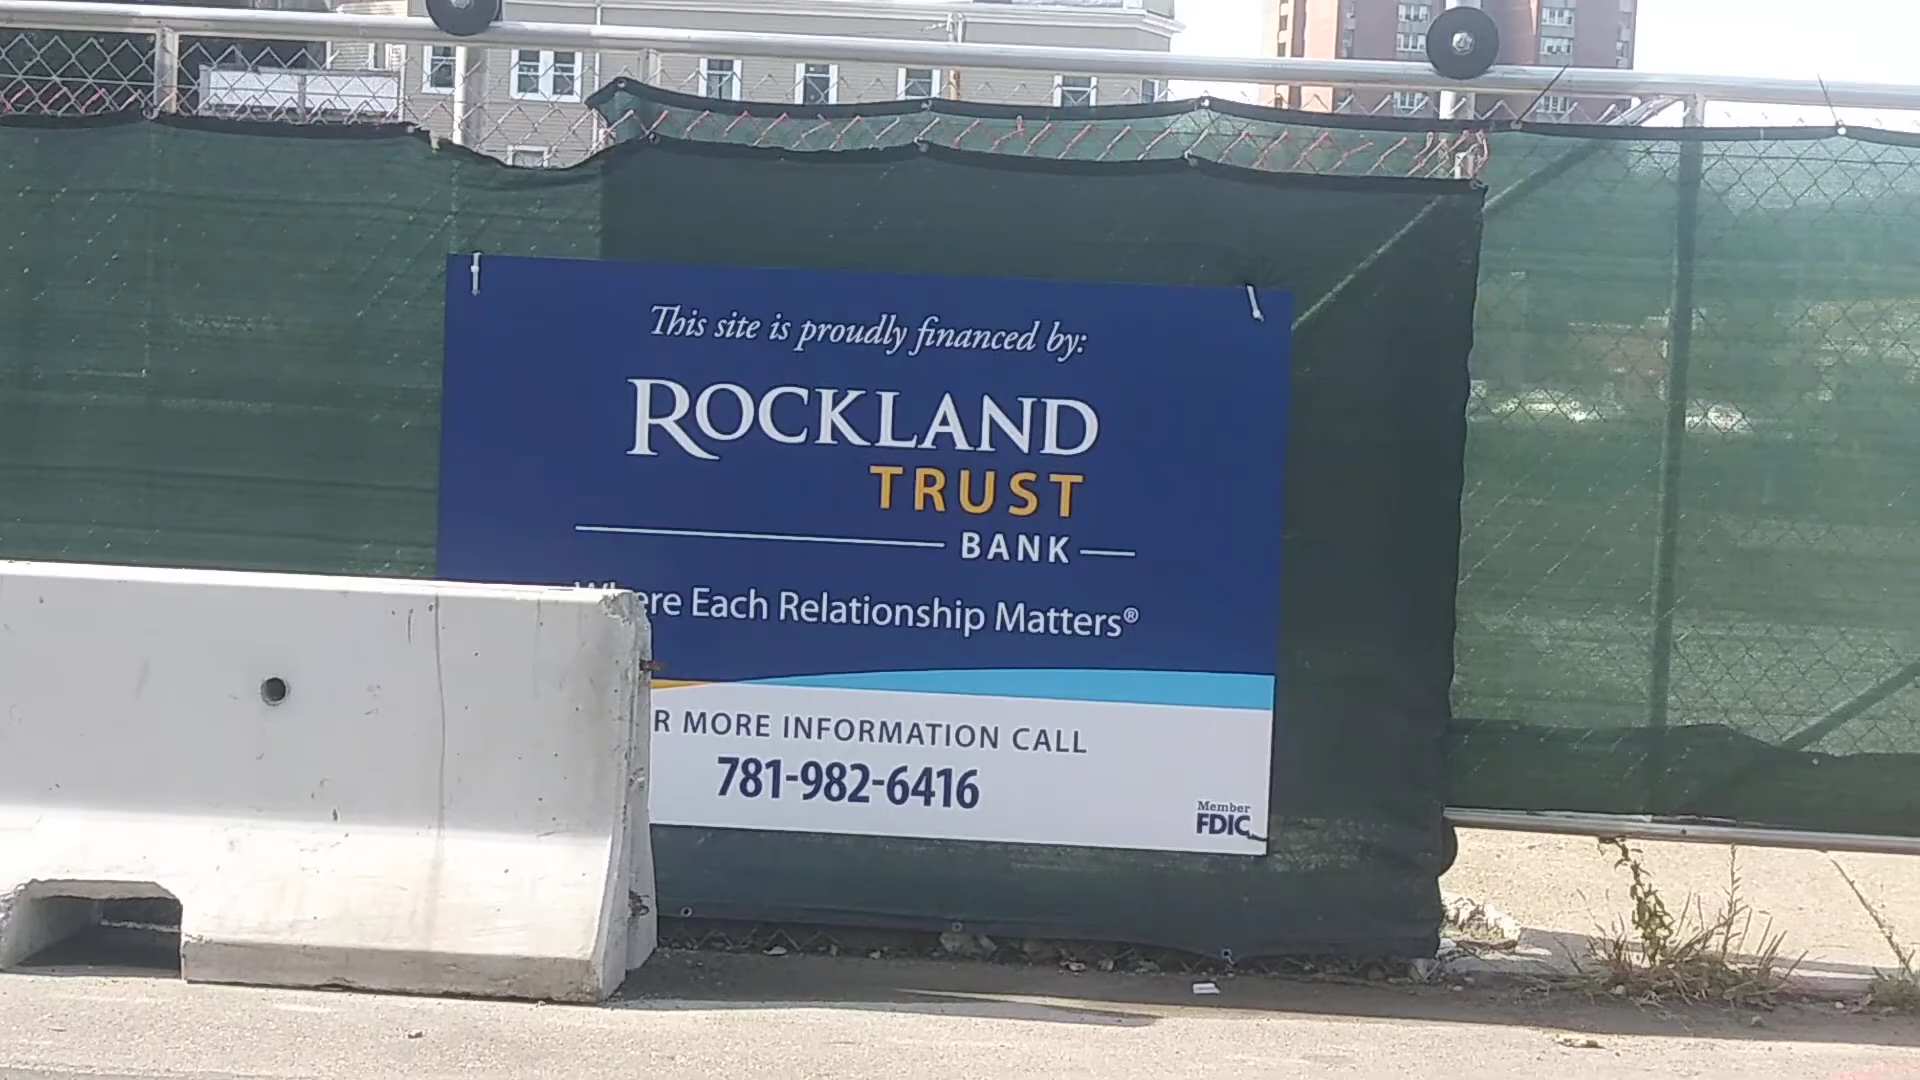 This site is proudly financed by:
ROCKLAND
TRUST
BANK
Where Each Relationship Matters®
R MORE INFORMATION CALL
781-982-6416
Member
FDIC